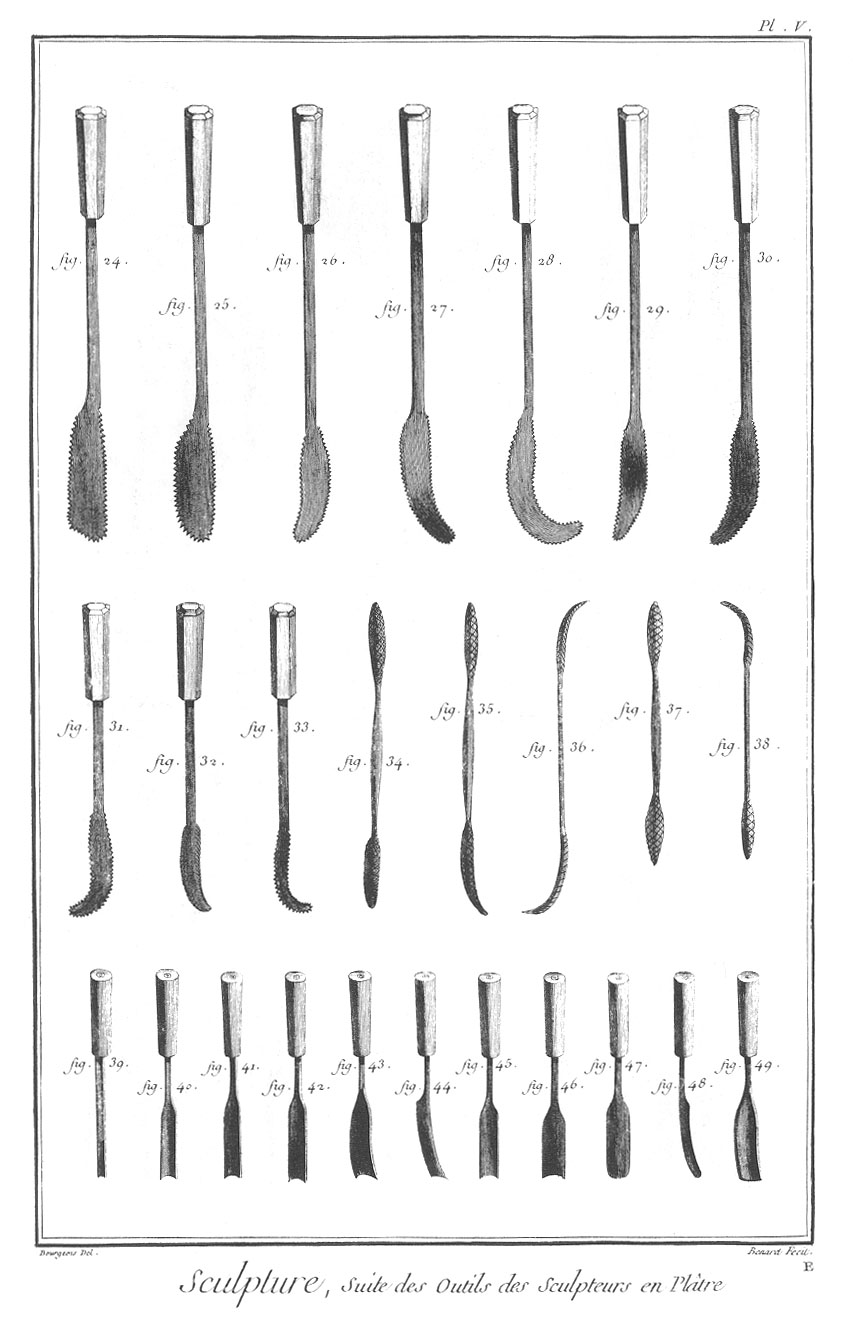 Pl. V.
fig. 24.
fig. 25.
fig. 26.
fig. 27.
fig. 28.
fig. 29.
fig. 30.
fig. 31.
fig. 32.
fig. 33.
fig. 34.
fig. 35.
fig. 36.
fig. 37.
fig. 38.
fig. 39.
fig. 40.
fig. 41.
fig. 42.
fig. 43.
fig. 44.
fig. 45.
fig. 46.
fig. 47.
fig. 48.
fig. 49.
Bourgeois Del.
Benard Fecit.
E
Sculpture, Suite des Outils des Sculpteurs en Plâtre